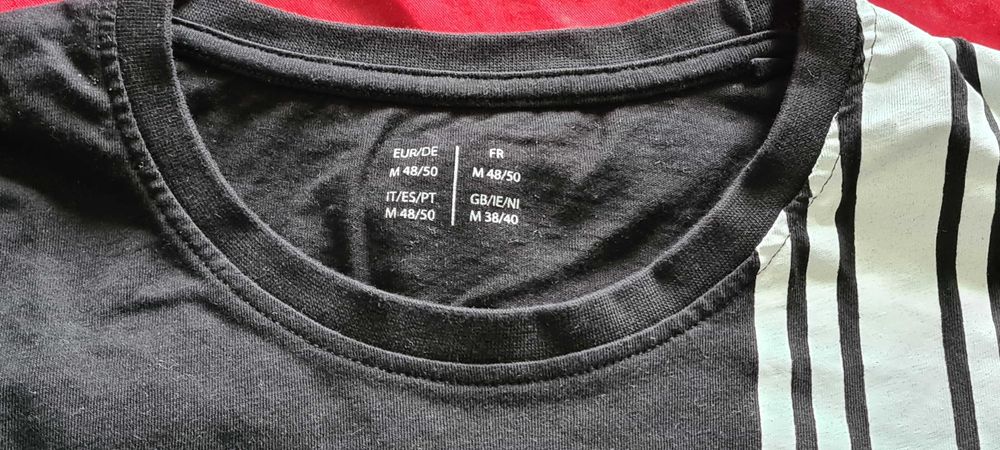 EUR/DE
M 48/50
FR
M 48/50
IT/ES/PT
M 48/50
GB/IE/NI
M 38/40